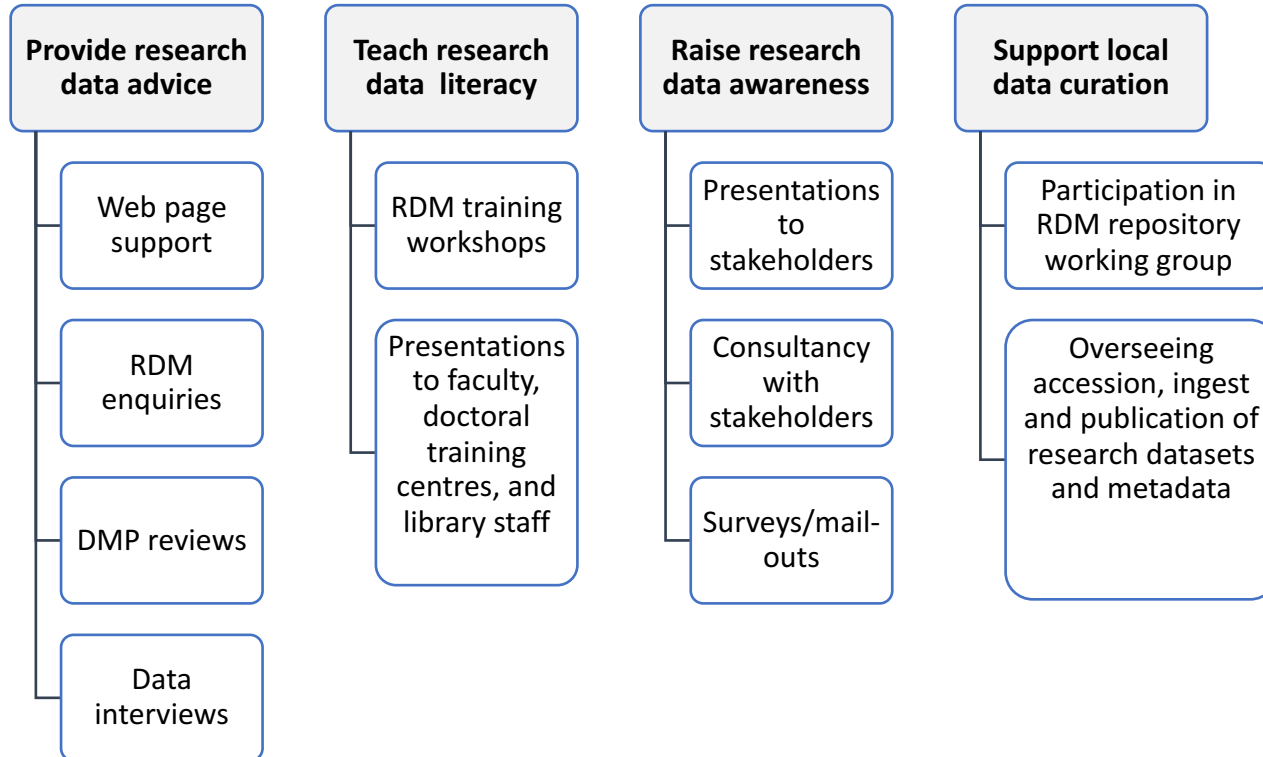 Provide research
data advice
Web page
support
RDM
enquiries
DMP reviews
Data
interviews
Teach research
data literacy
RDM training
workshops
Presentations
to faculty,
doctoral
training
centres, and
library staff
Raise research
data awareness
Presentations
to
stakeholders
Consultancy
with
stakeholders
Surveys/mail-
outs
Support local
data curation
Participation in
RDM repository
working group
Overseeing
accession, ingest
and publication of
research datasets
and metadata